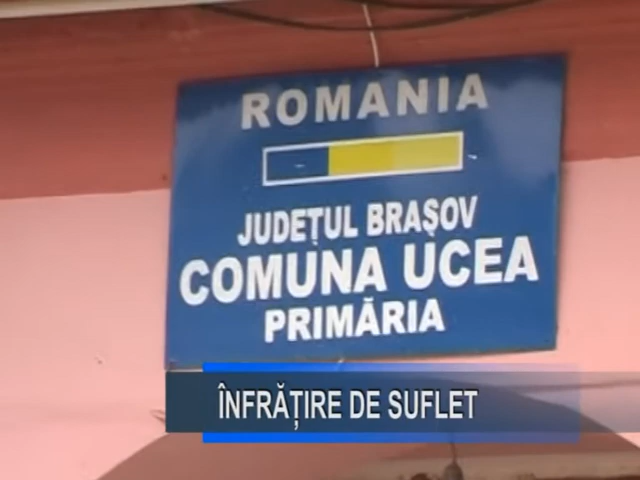 ROMANIA
JUDEȚUL BRAȘOV
COMUNA UCEA
PRIMĂRIA
ÎNFRĂȚIRE DE SUFLET